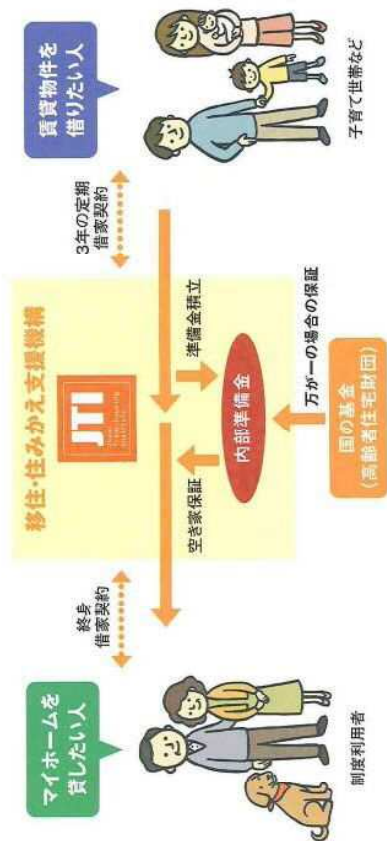 マイホームを
貸したい人
制度利用者
終身
借家契約
移住・住みかえ支援機構
JTI
空き家保証
準備金積立
内部準備金
万が一の場合の保証
国の基金
(高齢者住宅財団)
3年の定期
借家契約
賃貸物件を
借りたい人
子育て世帯など